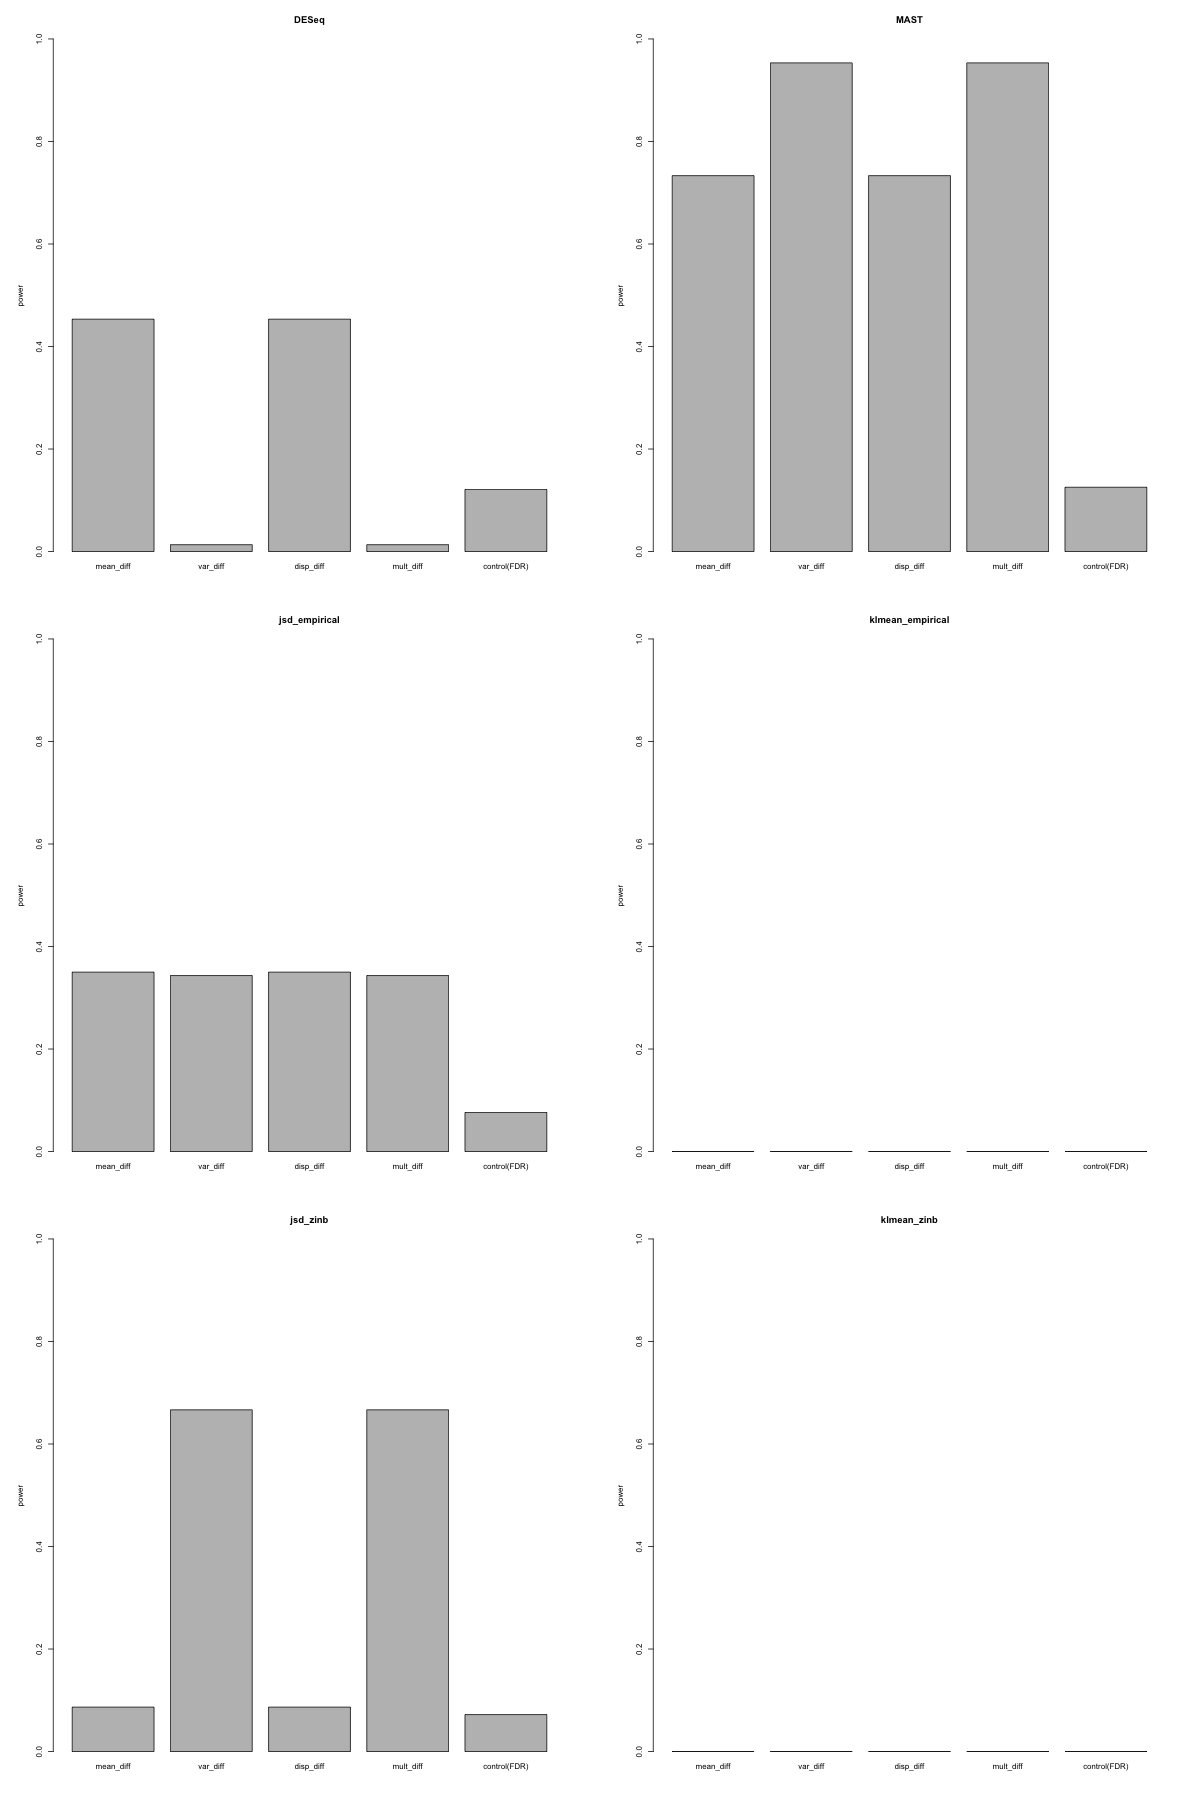 DESeq
power
0.0 0.2 0.4 0.6 0.8 1.0
mean_diff var_diff disp_diff mult_diff control(FDR)
MAST
power
0.0 0.2 0.4 0.6 0.8 1.0
mean_diff var_diff disp_diff mult_diff control(FDR)
jsd_empirical
power
0.0 0.2 0.4 0.6 0.8 1.0
mean_diff var_diff disp_diff mult_diff control(FDR)
klmean_empirical
power
0.0 0.2 0.4 0.6 0.8 1.0
mean_diff var_diff disp_diff mult_diff control(FDR)
jsd_zinb
power
0.0 0.2 0.4 0.6 0.8 1.0
mean_diff var_diff disp_diff mult_diff control(FDR)
klmean_zinb
power
0.0 0.2 0.4 0.6 0.8 1.0
mean_diff var_diff disp_diff mult_diff control(FDR)